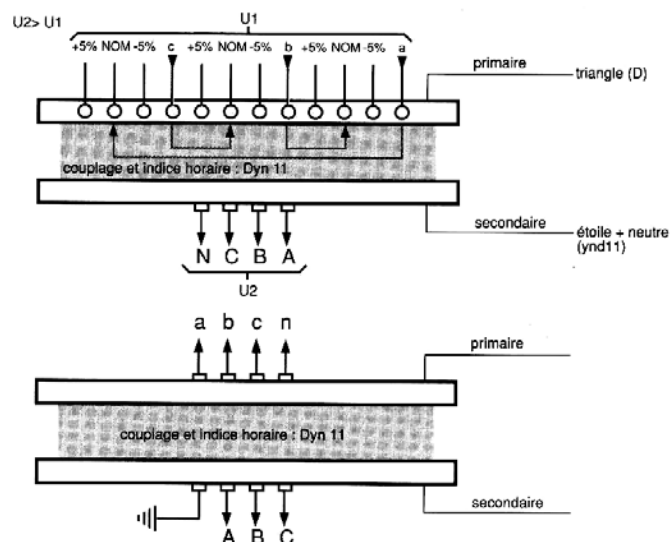 U2> U1
U1
+5% NOM -5% c +5% NOM -5% b +5% NOM -5% a
primaire
triangle (D)
couplage et indice horaire : Dyn 11
secondaire
étoile + neutre
(ynd11)
N C B A
U2
a b c n
primaire
couplage et indice horaire : Dyn 11
secondaire
A B C